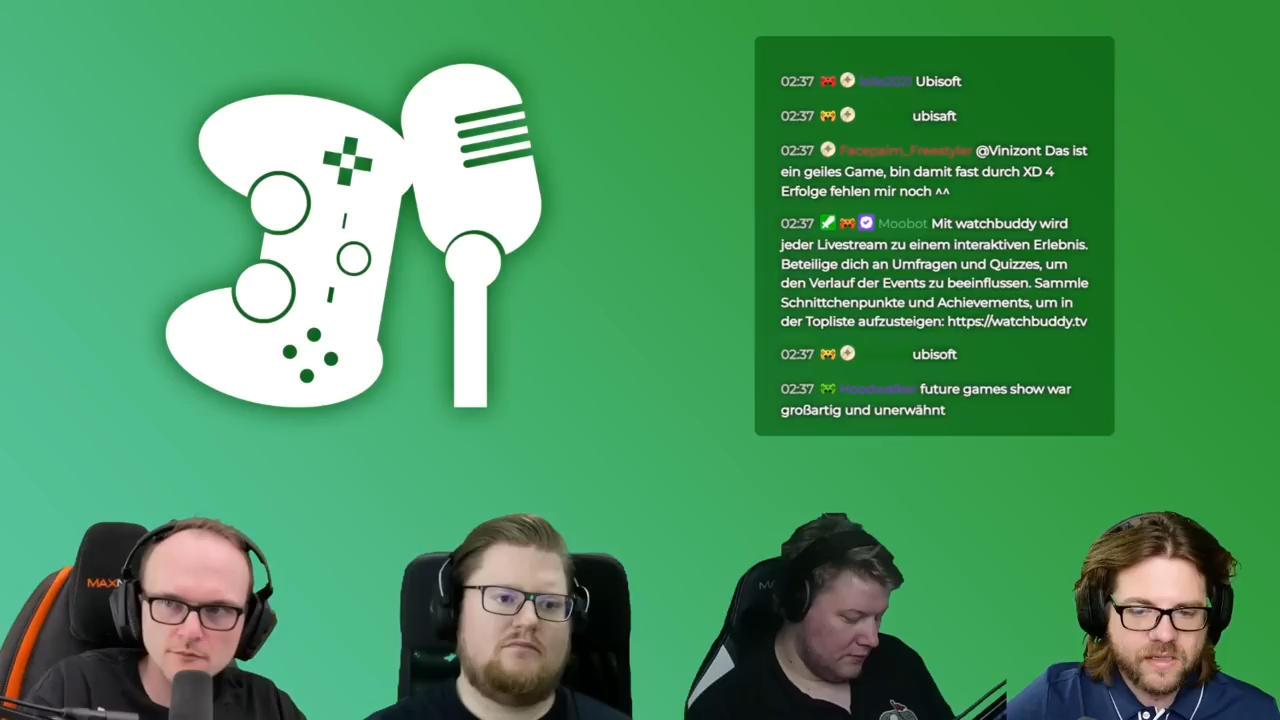 02:37 Ubisoft
02:37 ubisaft
02:37 Facepalm_Freestyler @Vinizont Das ist
ein geiles Game, bin damit fast durch XD 4
Erfolge fehlen mir noch ^^
02:37 Moobot Mit watchbuddy wird
jeder Livestream zu einem interaktiven Erlebnis.
Beteilige dich an Umfragen und Quizzes, um
den Verlauf der Events zu beeinflussen. Sammle
Schnittchenpunkte und Achievements, um in
der Topliste aufzusteigen: https://watchbuddy.tv
02:37 ubisoft
02:37 future games show war
großartig und unerwähnt